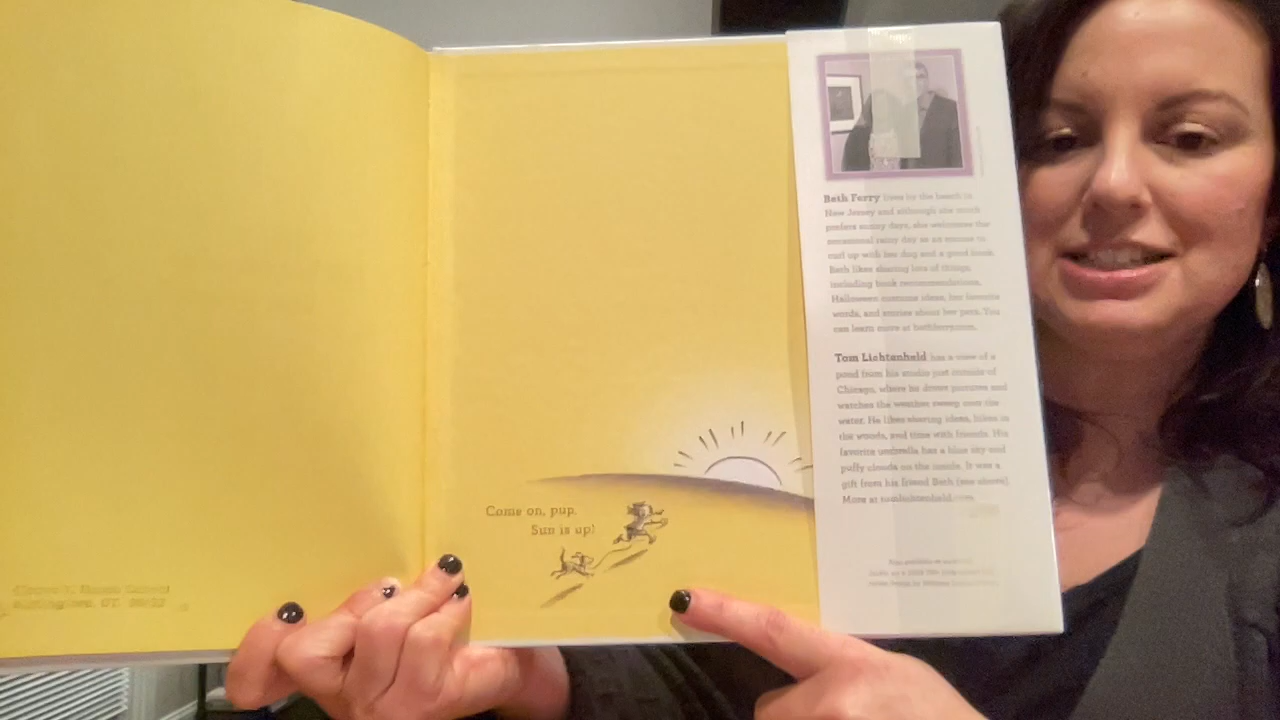 Come on, pup.
Sun is up!
Beth Ferry lives by the beach in
New Jersey and although she much
prefers sunny days, she welcomes the
occasional rainy day as an excuse to
curl up with her dog and a good book.
Beth likes sharing lots of things
including book recommendations,
Halloween costume ideas, her favorite
words, and stories about her pets. You
can learn more at bethferry.com.
Tom Lichtenheld has a view of a
pond from his studio just outside of
Chicago, where he draws pictures and
watches the weather sweep over the
water. He likes sharing ideas, hikes in
the woods, and time with friends. His
favorite umbrella has a blue sky and
puffy clouds on the inside. It was a
gift from his friend Beth (see above).
More at tomlichtenheld.com.